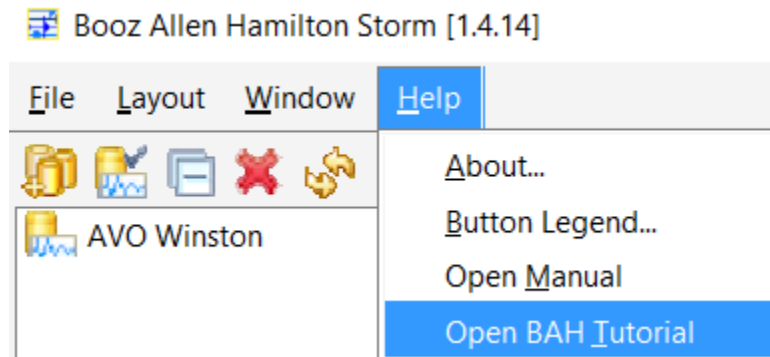 Booz Allen Hamilton Storm [1.4.14]
File Layout Window Help
About...
AVO Winston
Button Legend...
Open Manual
Open BAH Tutorial